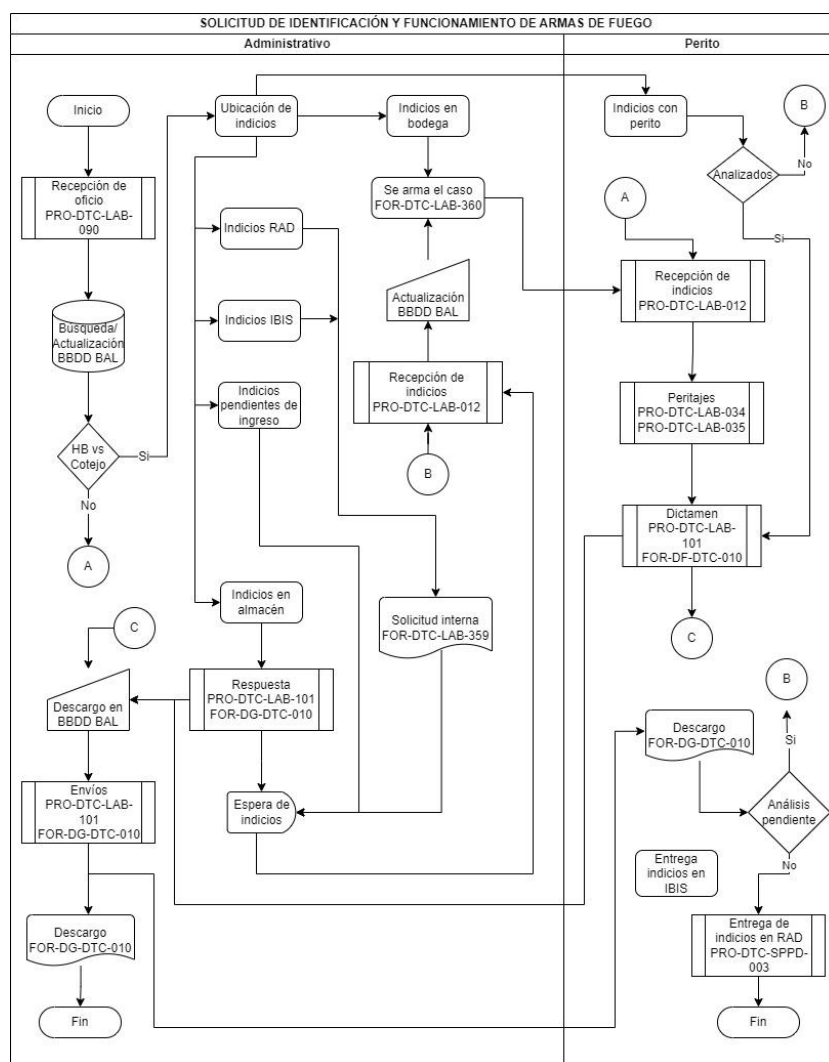 SOLICITUD DE IDENTIFICACIÓN Y FUNCIONAMIENTO DE ARMAS DE FUEGO
Administrativo
Perito
Inicio
Recepción de
oficio
PRO-DTC-LAB-
090
Búsqueda/
Actualización
BBDD BAL
HB vs
Cotejo
Si
No
A
C
Descargo en
BBDD BAL
Envíos
PRO-DTC-LAB-
101
FOR-DG-DTC-010
Descargo
FOR-DG-DTC-010
Fin
Ubicación de
indicios
Indicios RAD
Indicios IBIS
Indicios
pendientes de
ingreso
Indicios en
almacén
Respuesta
PRO-DTC-LAB-101
FOR-DG-DTC-010
Espera de
indicios
Indicios en
bodega
Se arma el caso
FOR-DTC-LAB-360
Actualización
BBDD BAL
Recepción de
indicios
PRO-DTC-LAB-012
B
Solicitud interna
FOR-DTC-LAB-359
Indicios con
perito
B
No
Analizados
Si
A
Recepción de
indicios
PRO-DTC-LAB-012
Peritajes
PRO-DTC-LAB-034
PRO-DTC-LAB-035
Dictamen
PRO-DTC-LAB-
101
FOR-DF-DTC-010
C
B
Descargo
FOR-DG-DTC-010
Si
Análisis
pendiente
No
Entrega
indicios en
IBIS
Entrega de
indicios en RAD
PRO-DTC-SPPD-
003
Fin